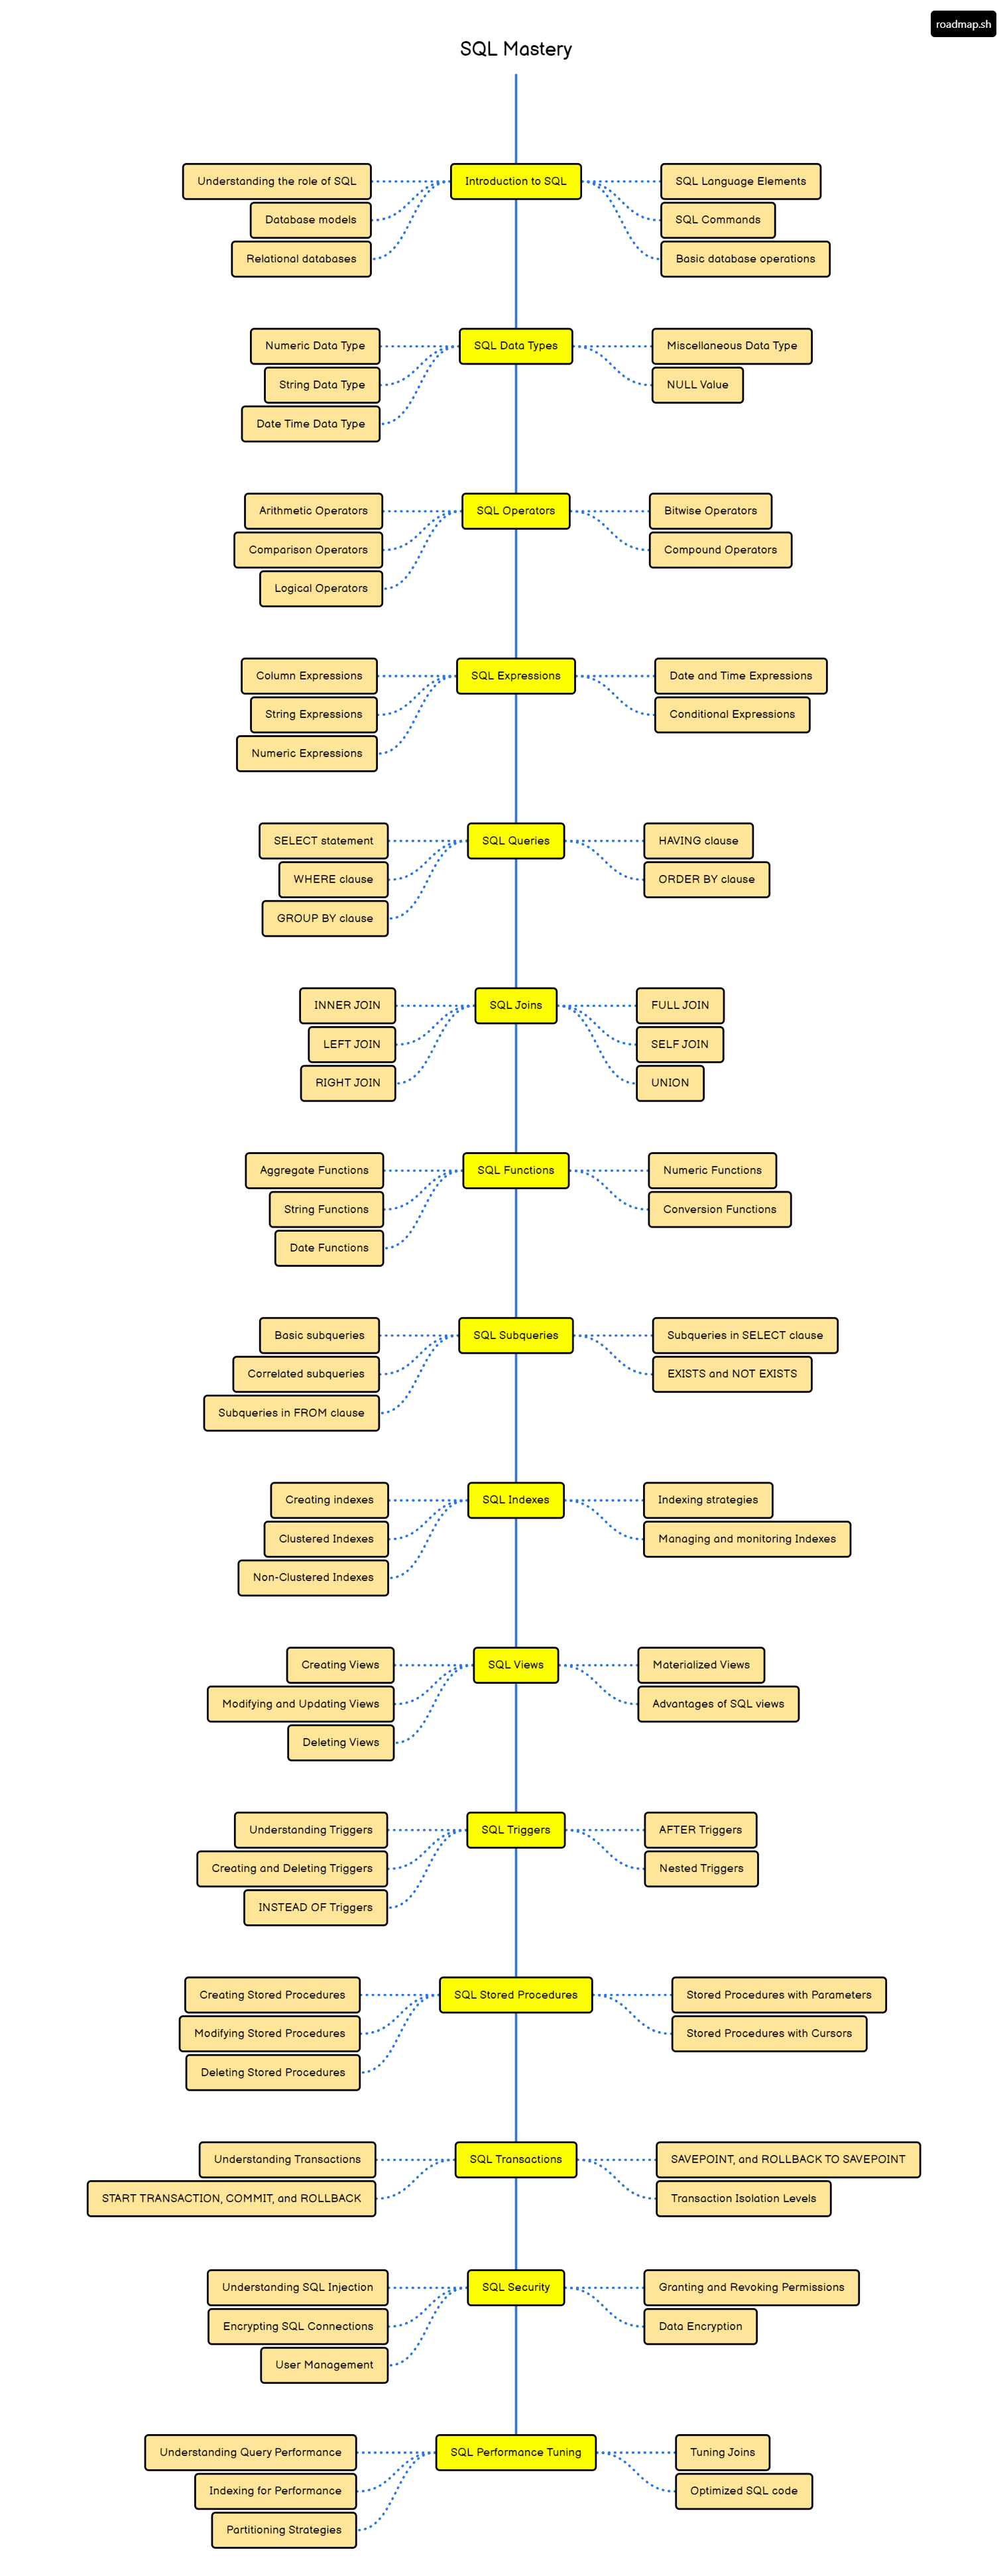 roadmap.sh
SQL Mastery
Introduction to SQL
Understanding the role of SQL
Database models
Relational databases
SQL Language Elements
SQL Commands
Basic database operations
SQL Data Types
Numeric Data Type
String Data Type
Date Time Data Type
Miscellaneous Data Type
NULL Value
SQL Operators
Arithmetic Operators
Comparison Operators
Logical Operators
Bitwise Operators
Compound Operators
SQL Expressions
Column Expressions
String Expressions
Numeric Expressions
Date and Time Expressions
Conditional Expressions
SQL Queries
SELECT statement
WHERE clause
GROUP BY clause
HAVING clause
ORDER BY clause
SQL Joins
INNER JOIN
LEFT JOIN
RIGHT JOIN
FULL JOIN
SELF JOIN
UNION
SQL Functions
Aggregate Functions
String Functions
Date Functions
Numeric Functions
Conversion Functions
SQL Subqueries
Basic subqueries
Correlated subqueries
Subqueries in FROM clause
Subqueries in SELECT clause
EXISTS and NOT EXISTS
SQL Indexes
Creating indexes
Clustered Indexes
Non-Clustered Indexes
Indexing strategies
Managing and monitoring Indexes
SQL Views
Creating Views
Modifying and Updating Views
Deleting Views
Materialized Views
Advantages of SQL views
SQL Triggers
Understanding Triggers
Creating and Deleting Triggers
INSTEAD OF Triggers
AFTER Triggers
Nested Triggers
SQL Stored Procedures
Creating Stored Procedures
Modifying Stored Procedures
Deleting Stored Procedures
Stored Procedures with Parameters
Stored Procedures with Cursors
SQL Transactions
Understanding Transactions
START TRANSACTION, COMMIT, and ROLLBACK
SAVEPOINT, and ROLLBACK TO SAVEPOINT
Transaction Isolation Levels
SQL Security
Understanding SQL Injection
Encrypting SQL Connections
User Management
Granting and Revoking Permissions
Data Encryption
SQL Performance Tuning
Understanding Query Performance
Indexing for Performance
Partitioning Strategies
Tuning Joins
Optimized SQL code